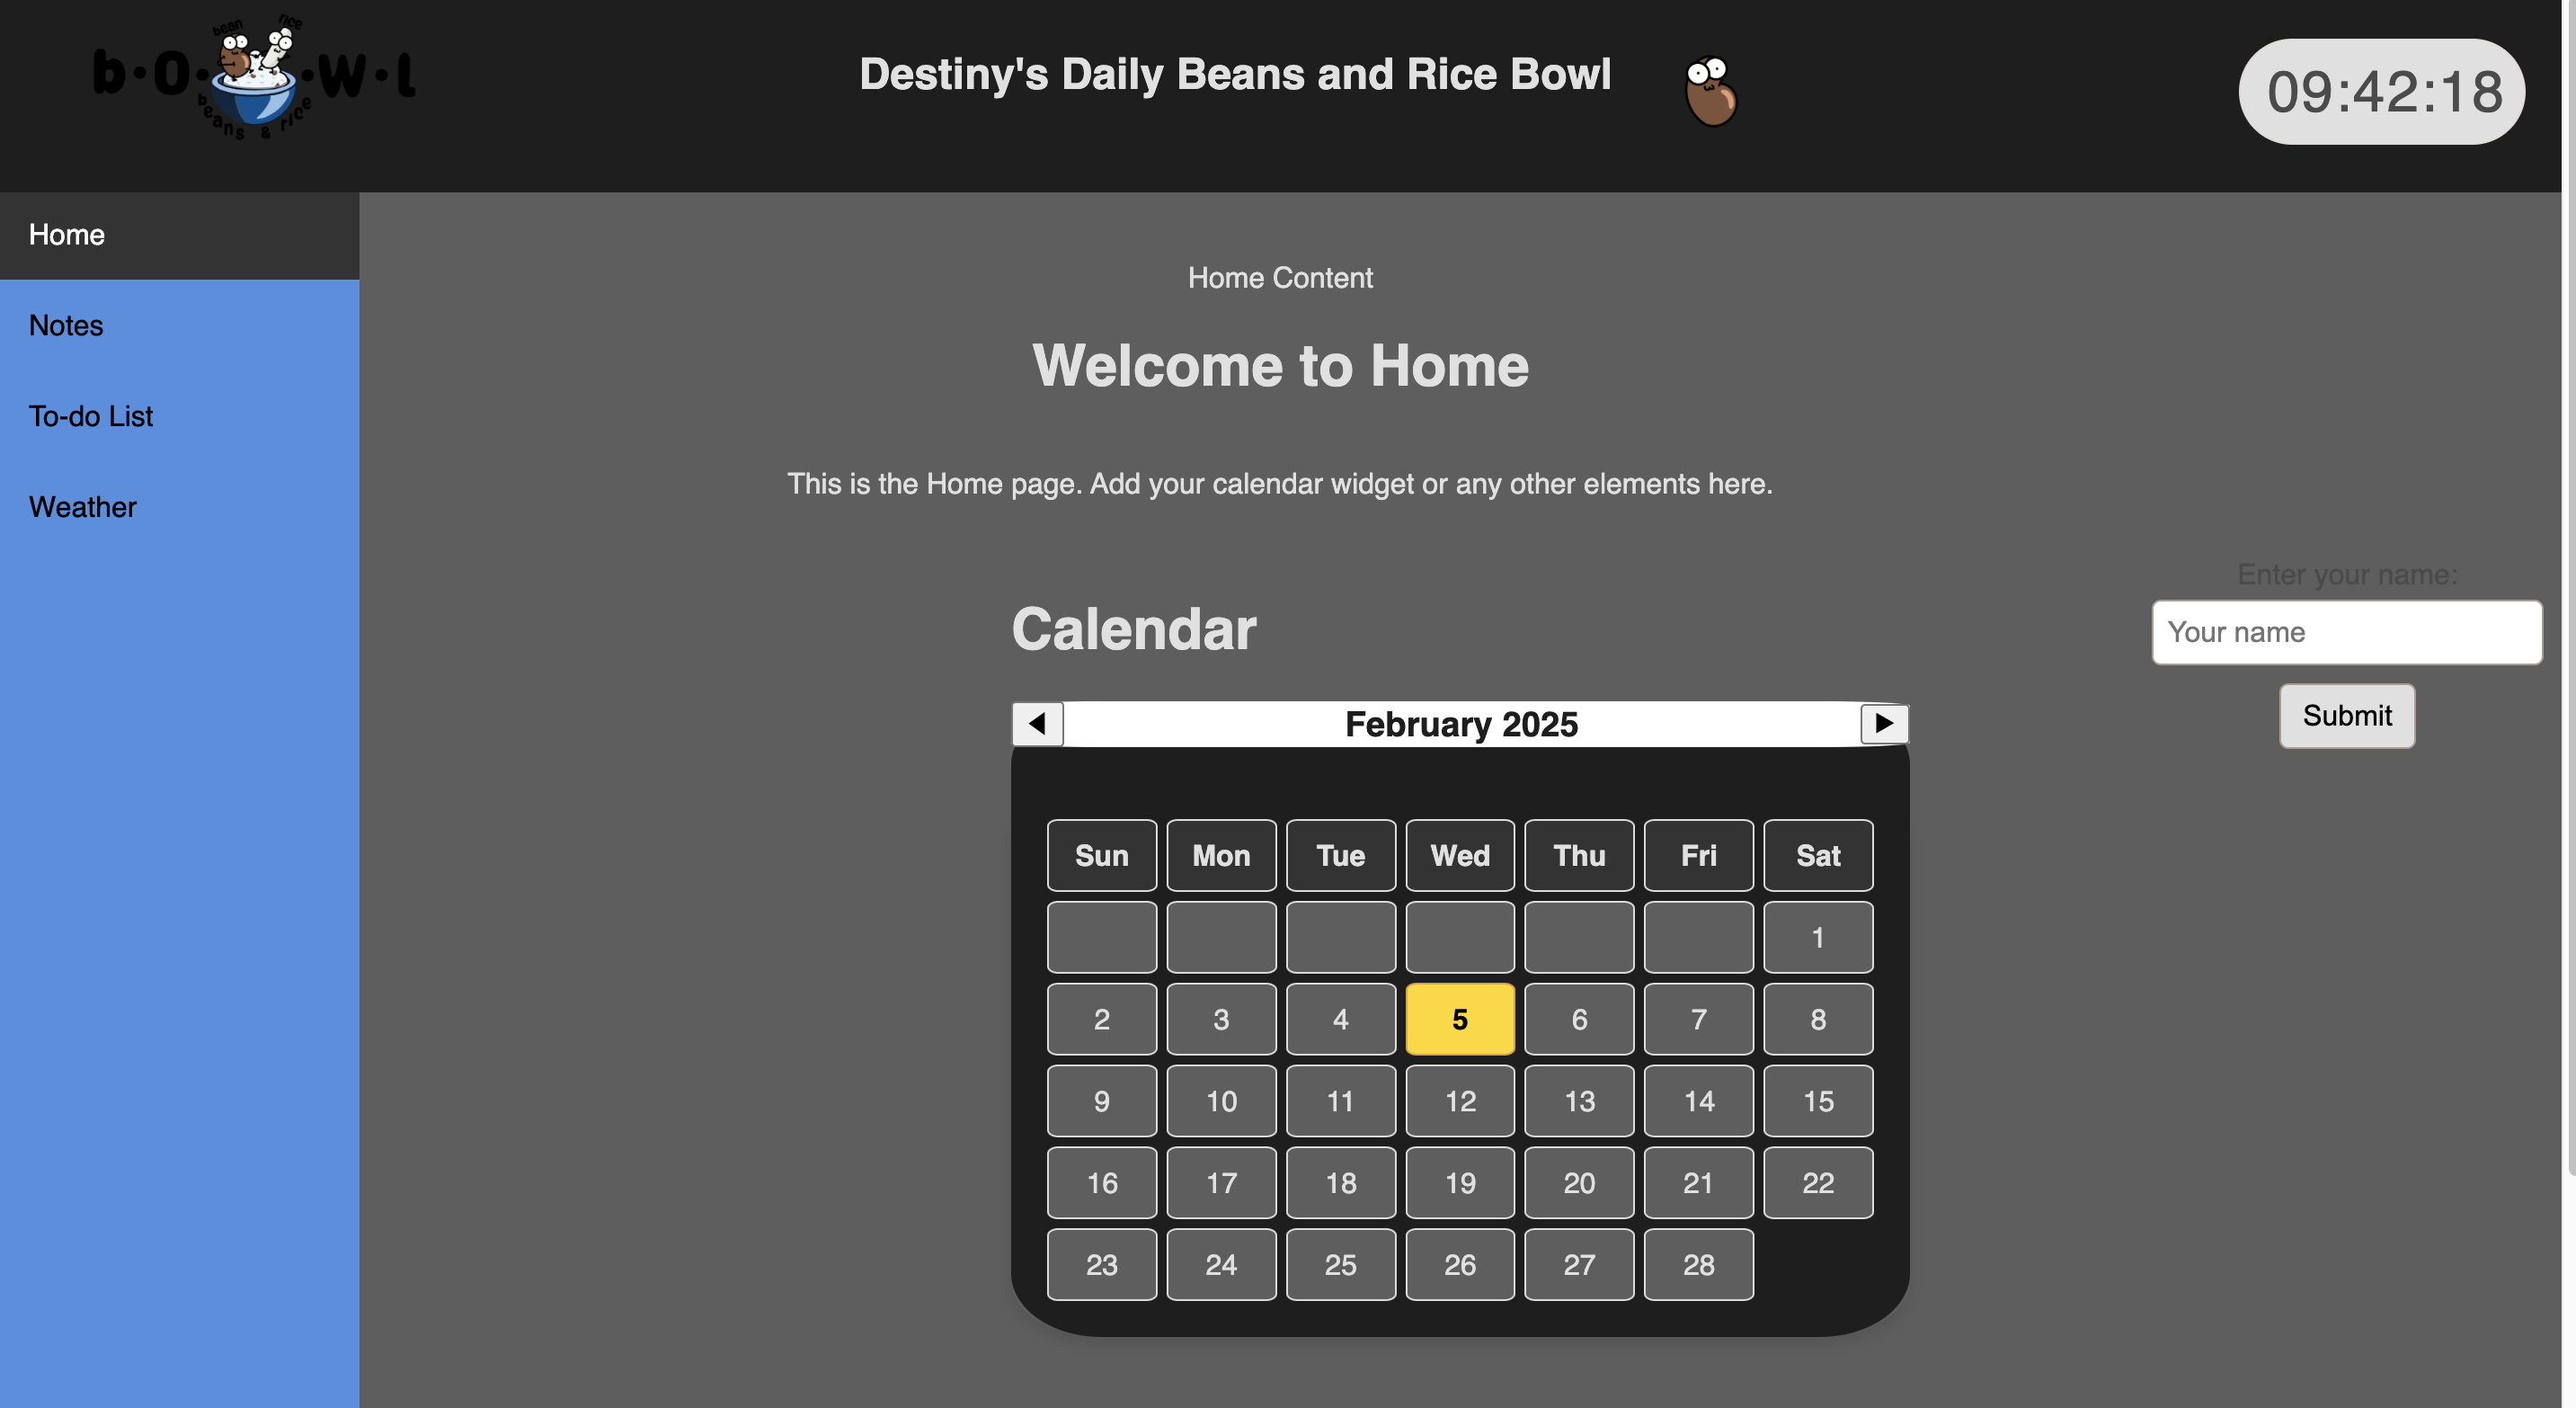 bean rice
b·O·W·l
beans & rice
Destiny's Daily Beans and Rice Bowl
09:42:18
Home
Notes
To-do List
Weather
Home Content
Welcome to Home
This is the Home page. Add your calendar widget or any other elements here.
Calendar
◀ February 2025 ▶
Sun Mon Tue Wed Thu Fri Sat
1
2 3 4 5 6 7 8
9 10 11 12 13 14 15
16 17 18 19 20 21 22
23 24 25 26 27 28
Enter your name:
Your name
Submit